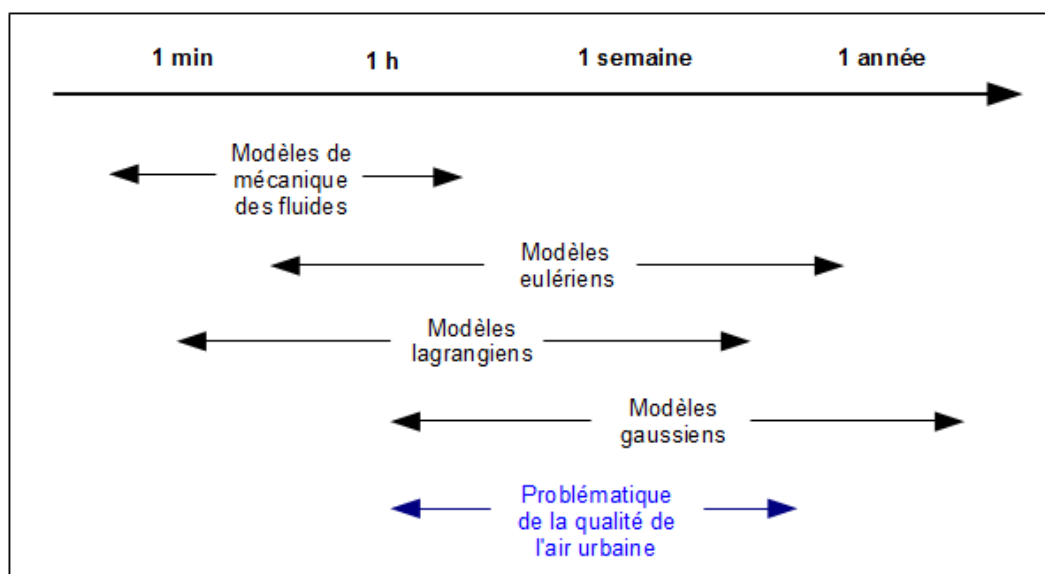 1 min 1 h 1 semaine 1 année
Modèles de
mécanique
des fluides
Modèles
eulériens
Modèles
lagrangiens
Modèles
gaussiens
Problématique
de la qualité de
l'air urbaine